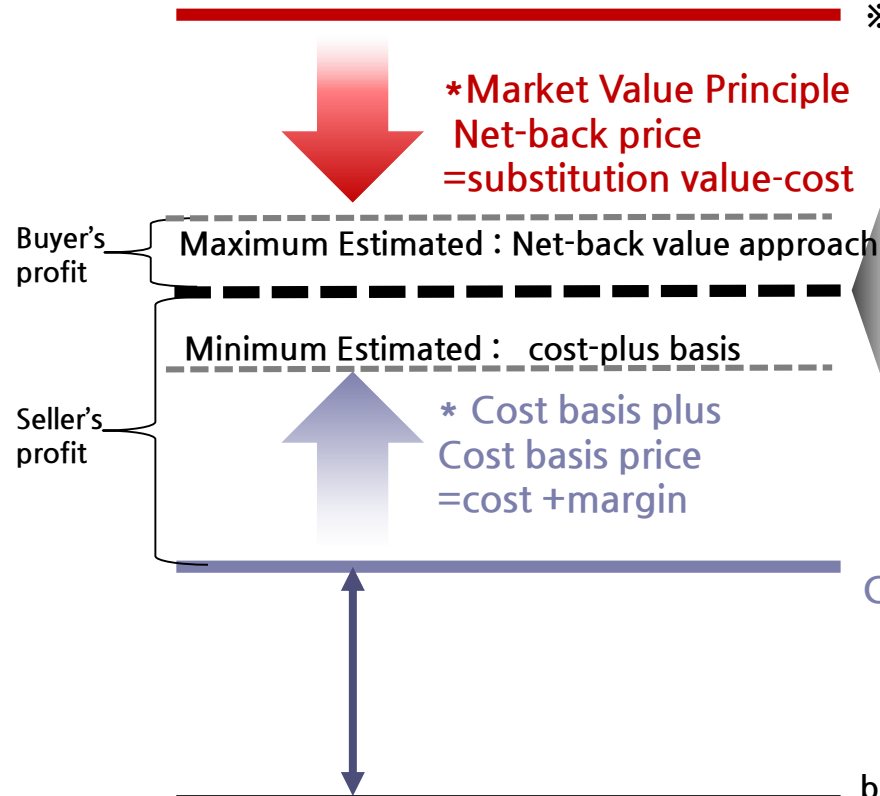 ※
*Market Value Principle
Net-back price
=substitution value-cost
Buyer's
profit
Maximum Estimated : Net-back value approach
Minimum Estimated : cost-plus basis
Seller's
profit
* Cost basis plus
Cost basis price
=cost +margin